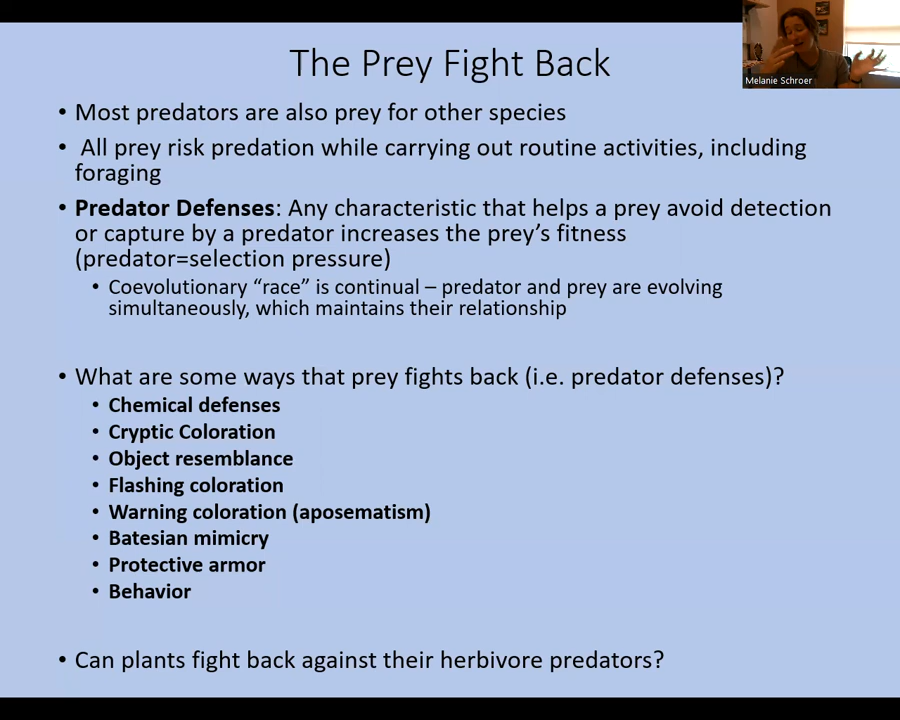 The Prey Fight Back
Melanie Schroer
• Most predators are also prey for other species
• All prey risk predation while carrying out routine activities, including
foraging
• Predator Defenses: Any characteristic that helps a prey avoid detection
or capture by a predator increases the prey’s fitness
(predator=selection pressure)
• Coevolutionary “race” is continual – predator and prey are evolving
simultaneously, which maintains their relationship
• What are some ways that prey fights back (i.e. predator defenses)?
• Chemical defenses
• Cryptic Coloration
• Object resemblance
• Flashing coloration
• Warning coloration (aposematism)
• Batesian mimicry
• Protective armor
• Behavior
• Can plants fight back against their herbivore predators?